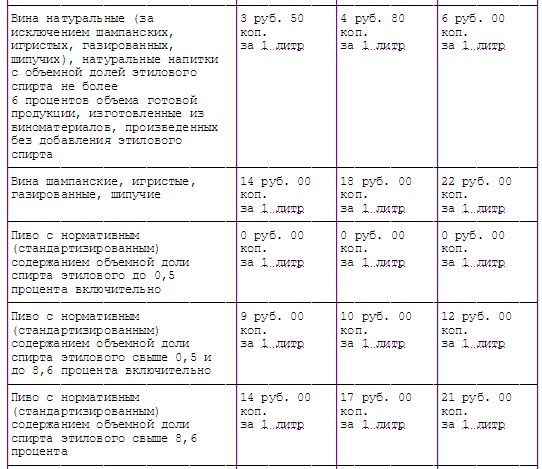 Вина натуральные (за
исключением шампанских,
игристых, газированных,
шипучих), натуральные напитки
с объемной долей этилового
спирта не более
6 процентов объема готовой
продукции, изготовленные из
виноматериалов, произведенных
без добавления этилового
спирта
3 руб. 50
коп.
за 1 литр
4 руб. 80
коп.
за 1 литр
6 руб. 00
коп.
за 1 литр
Вина шампанские, игристые,
газированные, шипучие
14 руб. 00
коп.
за 1 литр
18 руб. 00
коп.
за 1 литр
22 руб. 00
коп.
за 1 литр
Пиво с нормативным
(стандартизированным)
содержанием объемной доли
спирта этилового до 0,5
процента включительно
0 руб. 00
коп.
за 1 литр
0 руб. 00
коп.
за 1 литр
0 руб. 00
коп.
за 1 литр
Пиво с нормативным
(стандартизированным)
содержанием объемной доли
спирта этилового свыше 0,5 и
до 8,6 процента включительно
9 руб. 00
коп.
за 1 литр
10 руб. 00
коп.
за 1 литр
12 руб. 00
коп.
за 1 литр
Пиво с нормативным
(стандартизированным)
содержанием объемной доли
спирта этилового свыше 8,6
процента
14 руб. 00
коп.
за 1 литр
17 руб. 00
коп.
за 1 литр
21 руб. 00
коп.
за 1 литр